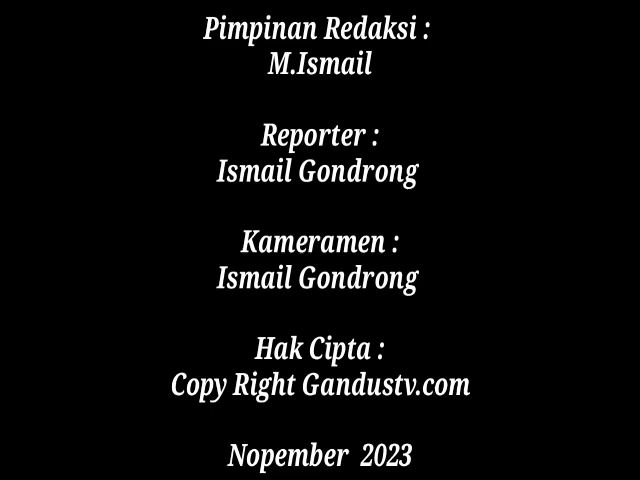 Pimpinan Redaksi :
M.Ismail
Reporter :
Ismail Gondrong
Kameramen :
Ismail Gondrong
Hak Cipta :
Copy Right Gandustv.com
Nopember 2023